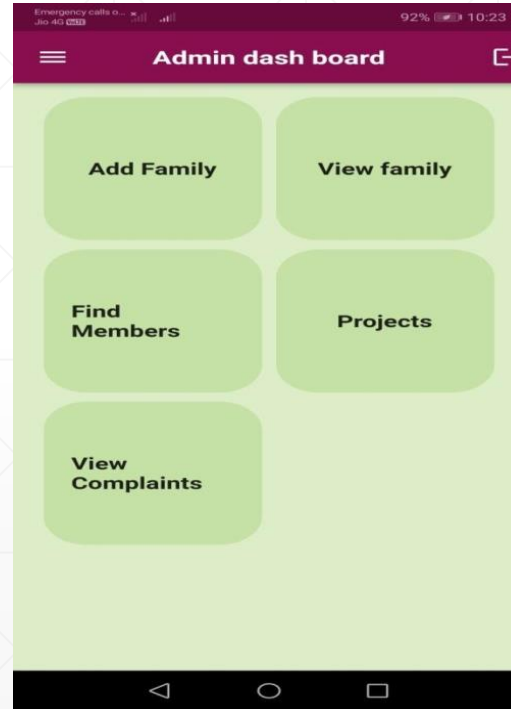 Emergency calls o...
Jio 4G VoLTE
92% 10:23
Admin dash board
Add Family
View family
Find
Members
Projects
View
Complaints